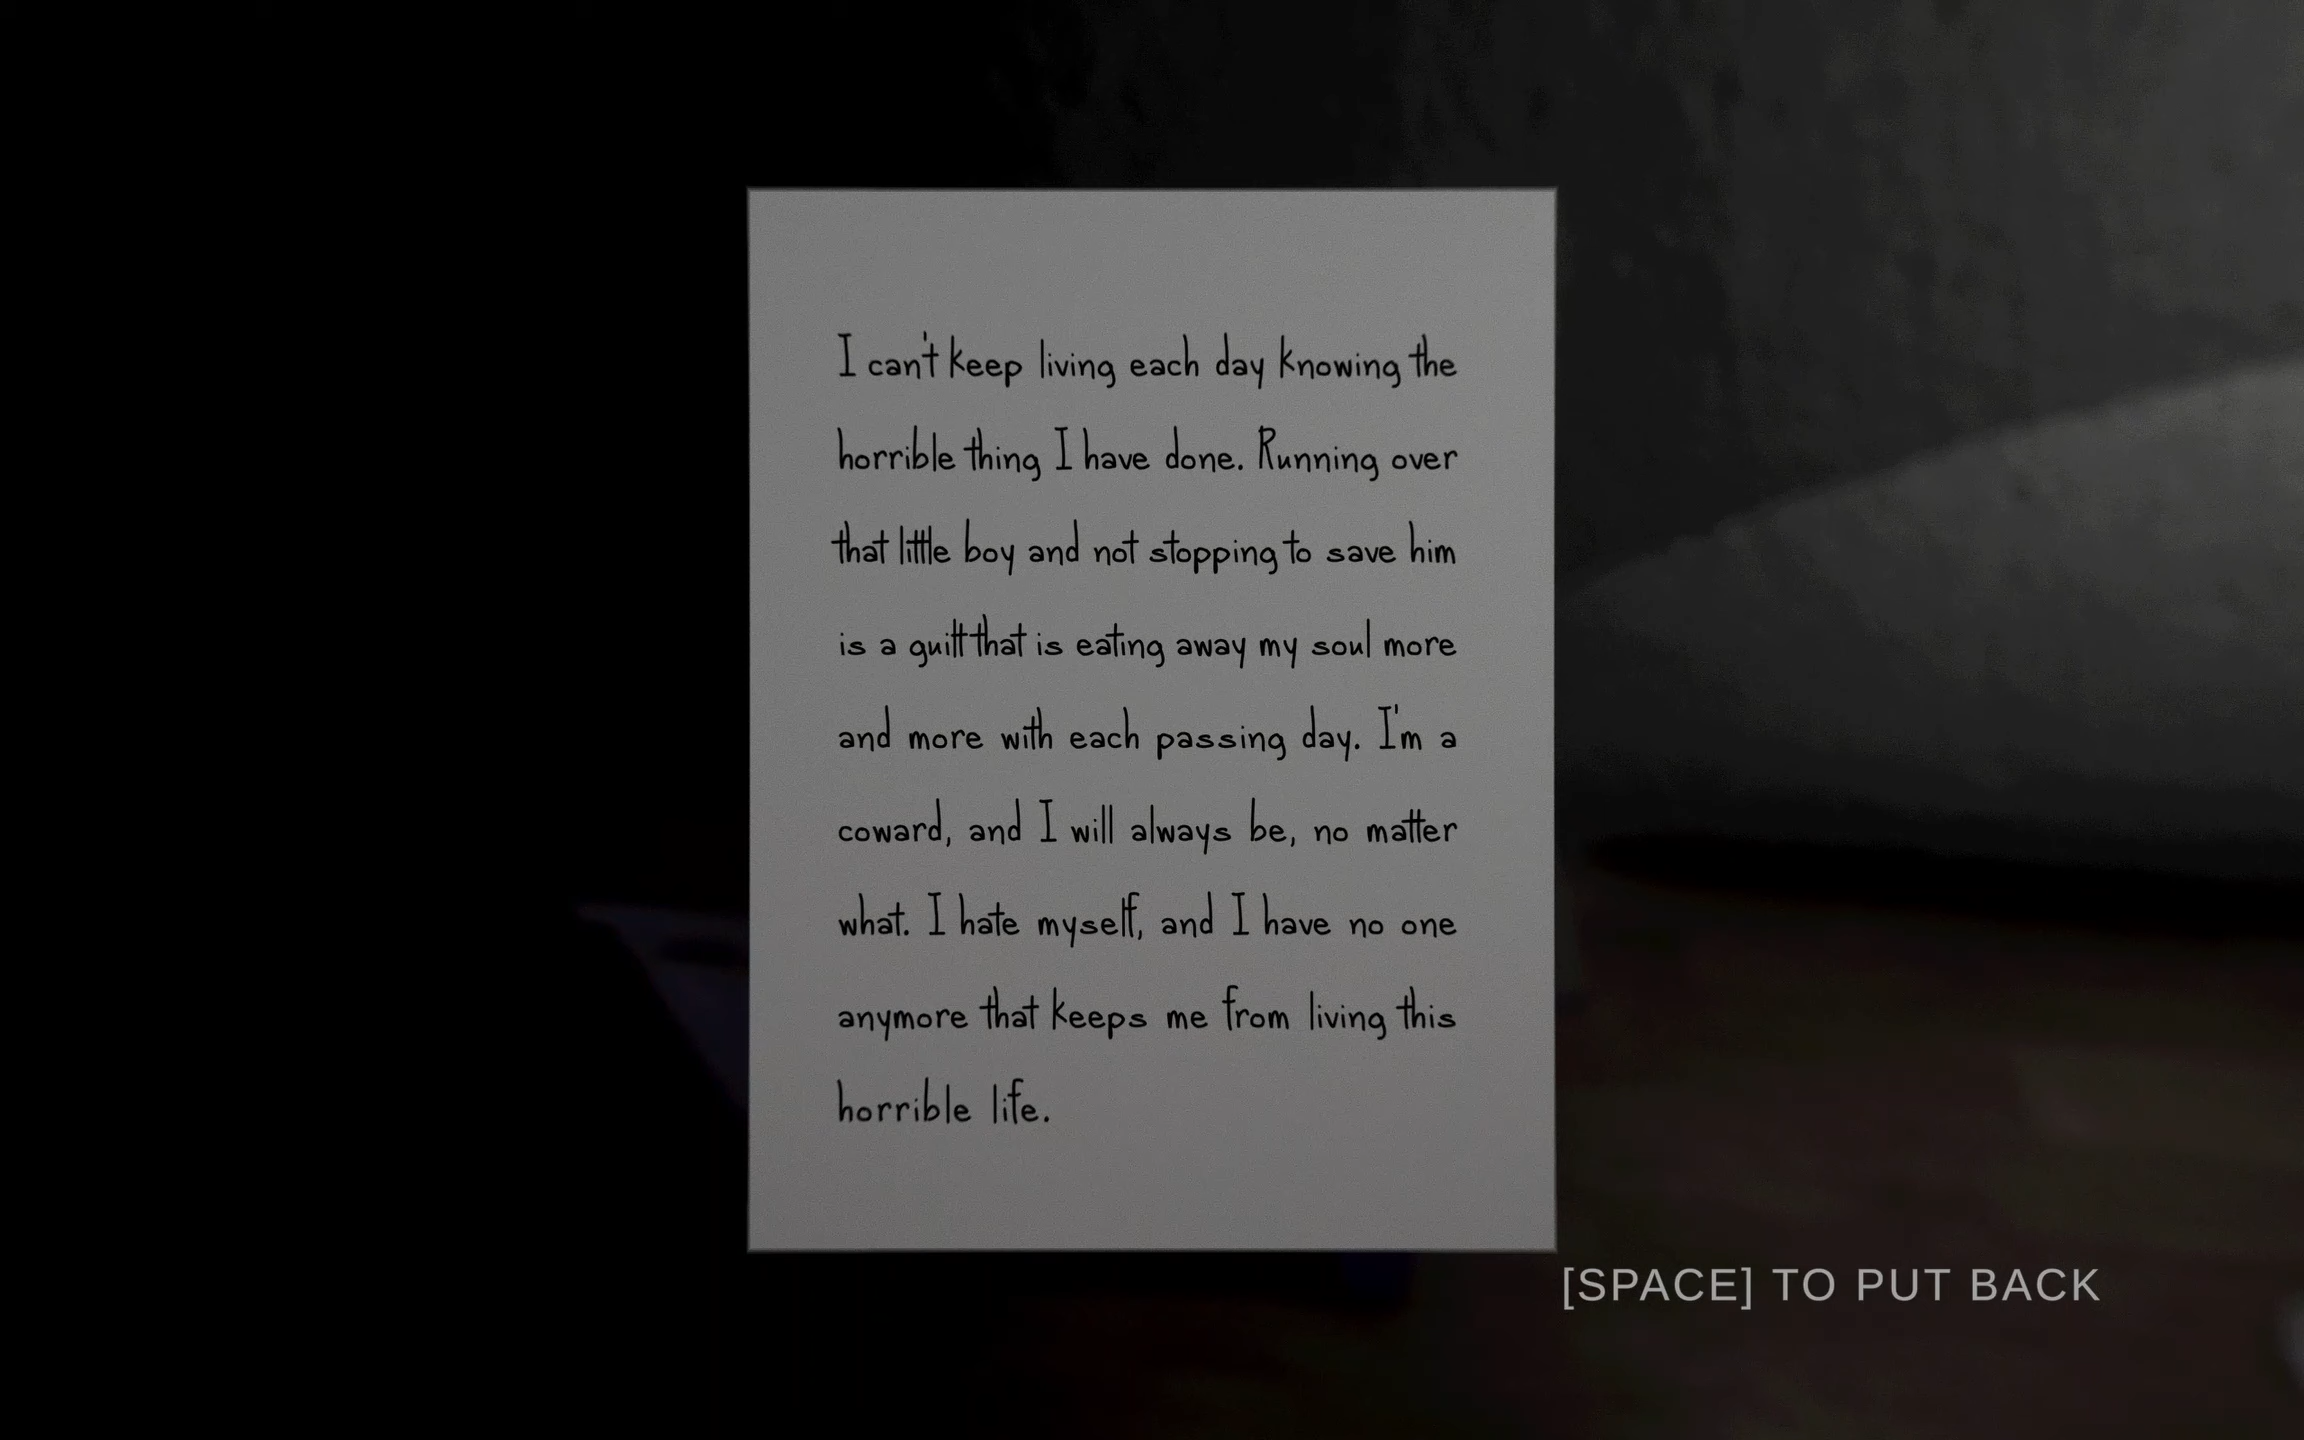 I can't keep living each day knowing the
horrible thing I have done. Running over
that little boy and not stopping to save him
is a guilt that is eating away my soul more
and more with each passing day. I'm a
coward, and I will always be, no matter
what. I hate myself, and I have no one
anymore that keeps me from living this
horrible life.
[SPACE] TO PUT BACK